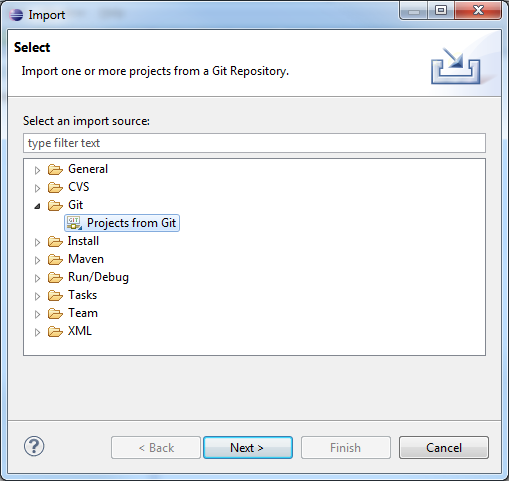 Import
Select
Import one or more projects from a Git Repository.
Select an import source:
type filter text
General
CVS
Git
GIT Projects from Git
Install
Maven
Run/Debug
Tasks
Team
XML
? < Back Next > Finish Cancel